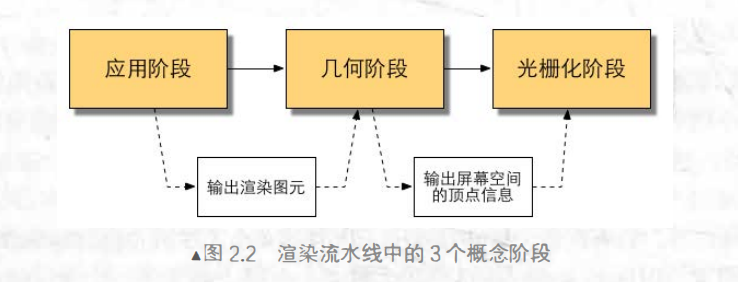 应用阶段
几何阶段
光栅化阶段
输出渲染图元
输出屏幕空间
的顶点信息
▲图 2.2 渲染流水线中的 3 个概念阶段